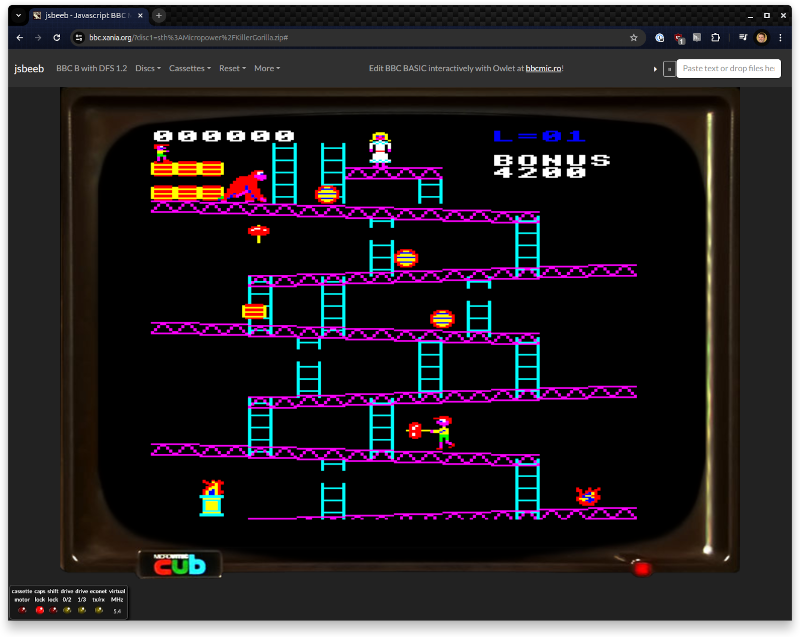 jsbeeb - Javascript BBC
bbc.xania.org/?disc1=sth%3AMicropower%2FKillerGorilla.zip#
jsbeeb BBC B with DFS 1.2 Discs Cassettes Reset More Edit BBC BASIC interactively with Owlet at bbcmic.ro! Paste text or drop files he
000000 L=01
BONUS
4200
MICROVITEC
CUB
cassette caps shift drive drive econet virtual
motor lock lock 0/2 1/3 tx/rx MHz
5.4